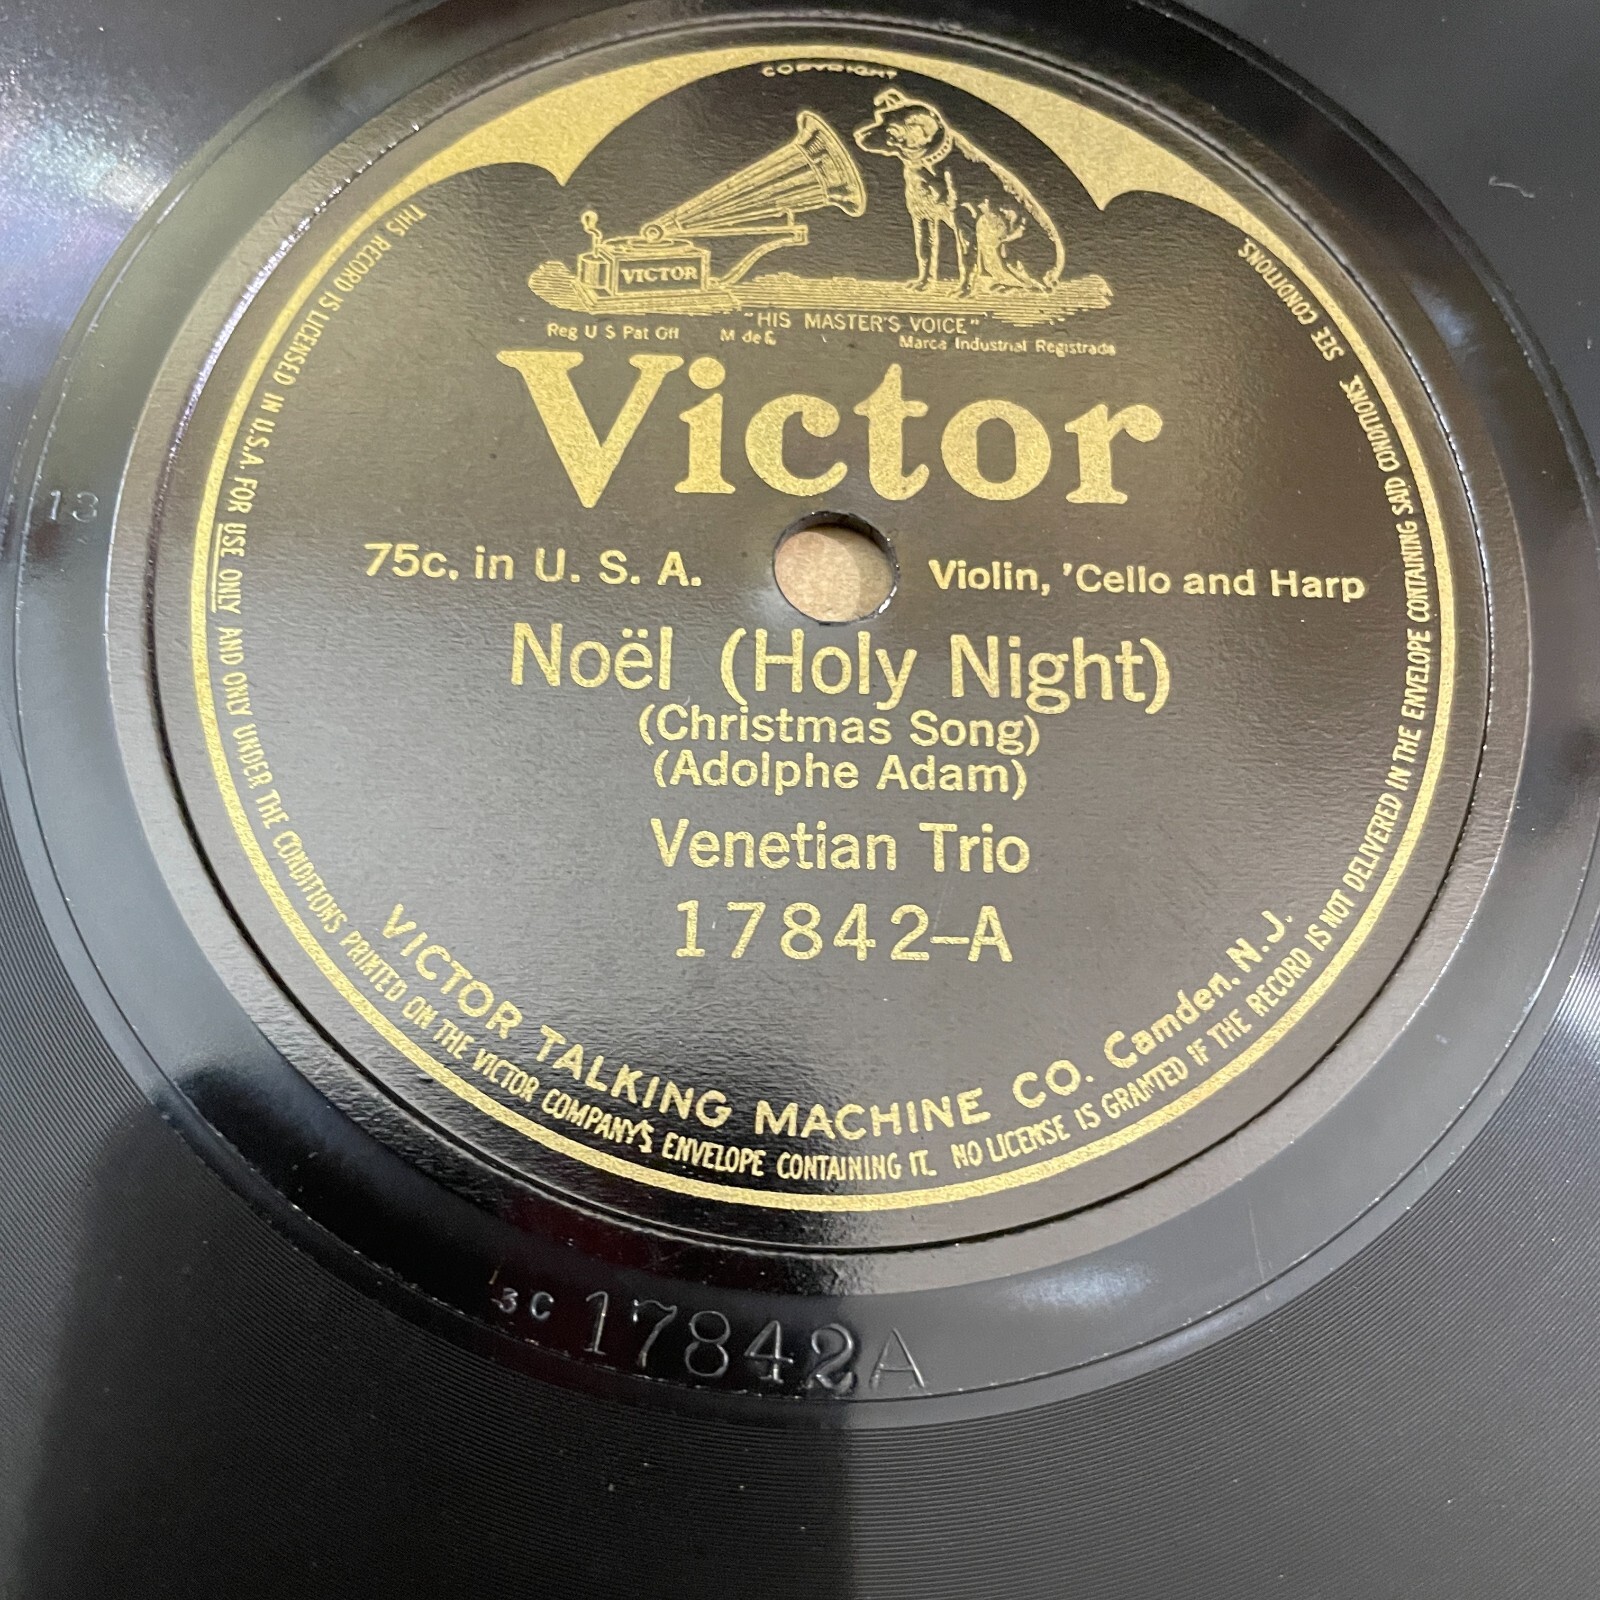 COPYRIGHT
VICTOR
"HIS MASTER'S VOICE"
Reg U S Pat Off M de F Marca Industrial Registrada
Victor
75c. in U. S. A.
Violin, 'Cello and Harp
Noël (Holy Night)
(Christmas Song)
(Adolphe Adam)
Venetian Trio
17842-A
VICTOR TALKING MACHINE CO. Camden, N. J.
THIS RECORD IS LICENSED IN U.S.A. FOR USE ONLY AND ONLY UNDER THE CONDITIONS PRINTED ON THE VICTOR COMPANY'S ENVELOPE CONTAINING IT. NO LICENSE IS GRANTED IF THE RECORD IS NOT DELIVERED IN THE ENVELOPE CONTAINING SAID CONDITIONS. SEE CONDITIONS.
13
3C 17842A